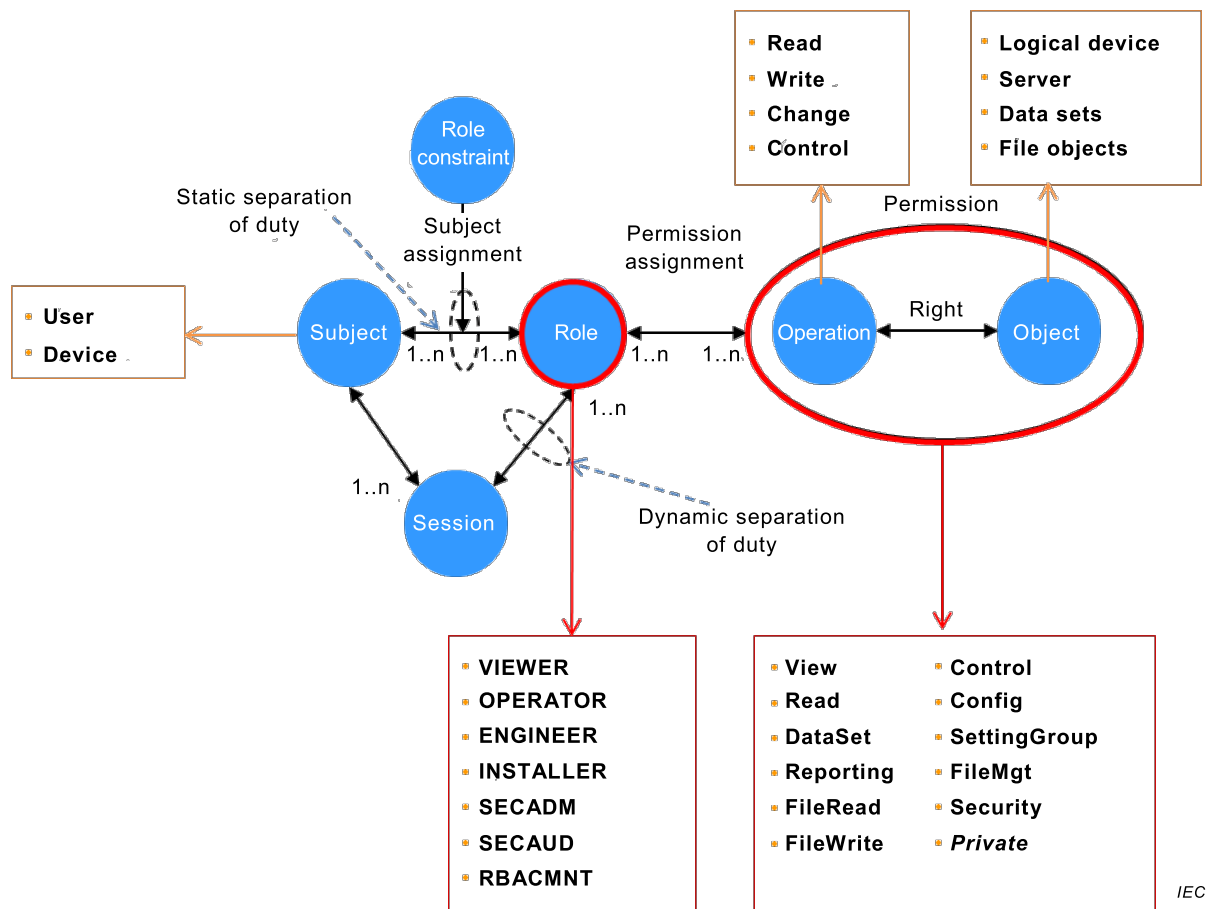 Read
Write
Change
Control
Logical device
Server
Data sets
File objects
Role
constraint
Static separation
of duty
Subject
assignment
Permission
assignment
Permission
User
Device
Subject
1..n
1..n
Role
1..n
1..n
Operation
Right
Object
1..n
1..n
Session
Dynamic separation
of duty
VIEWER
OPERATOR
ENGINEER
INSTALLER
SECADM
SECAUD
RBACMNT
View
Read
DataSet
Reporting
FileRead
FileWrite
Control
Config
SettingGroup
FileMgt
Security
Private
IEC